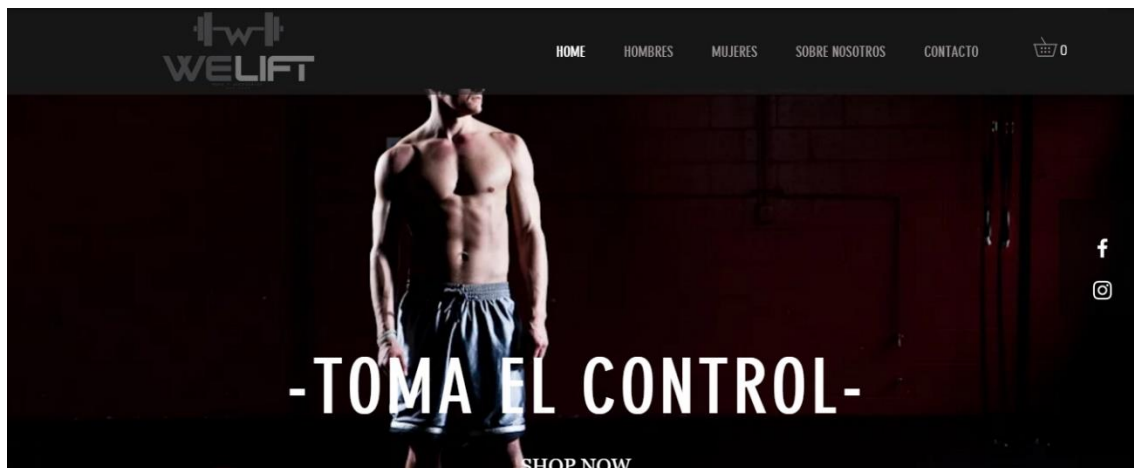 WELIFT
HOME HOMBRES MUJERES SOBRE NOSOTROS CONTACTO 0
-TOMA EL CONTROL-
SHOP NOW